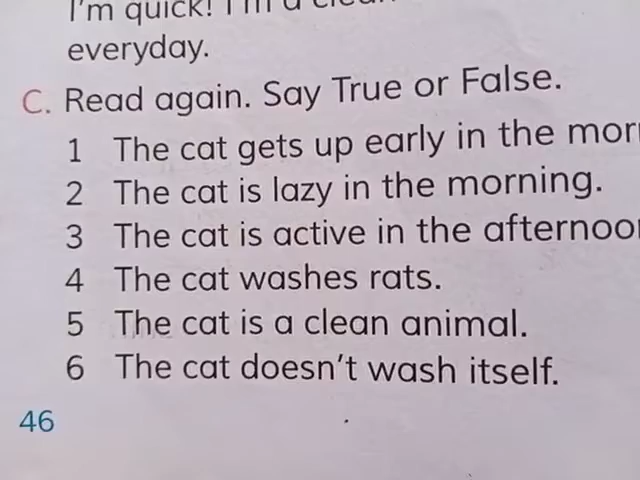 I'm quick! I'm a clean
everyday.
C. Read again. Say True or False.
1 The cat gets up early in the
2 The cat is lazy in the morning.
3 The cat is active in the
4 The cat washes rats.
5 The cat is a clean animal.
6 The cat doesn't wash itself.
46